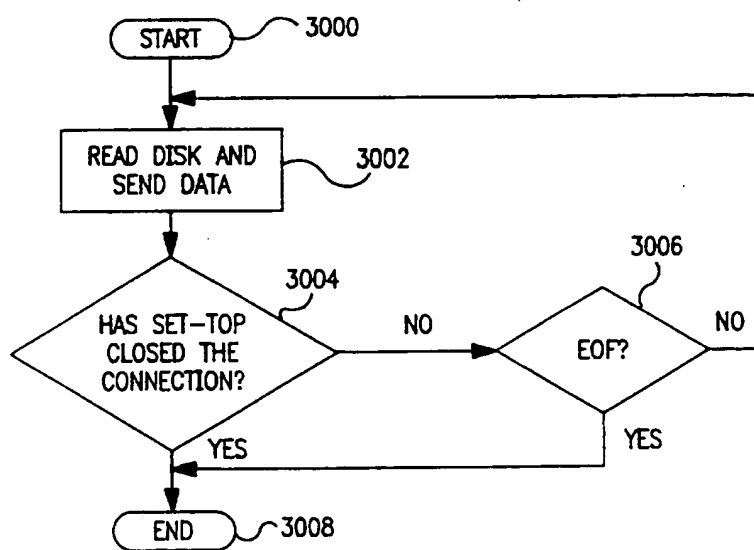 START
3000
READ DISK AND
SEND DATA
3002
HAS SET-TOP
CLOSED THE
CONNECTION?
3004
NO
EOF?
3006
NO
YES
YES
END
3008